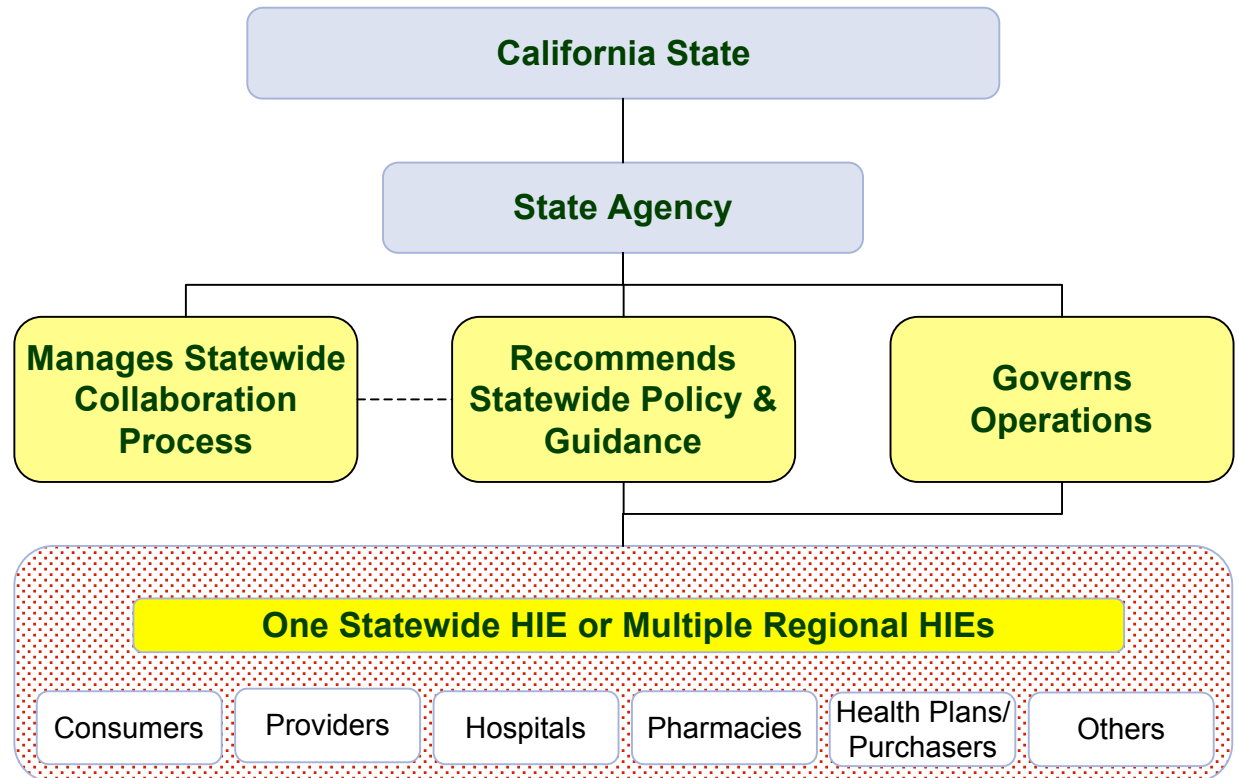 California State
State Agency
Manages Statewide
Collaboration
Process
Recommends
Statewide Policy &
Guidance
Governs
Operations
One Statewide HIE or Multiple Regional HIEs
Consumers
Providers
Hospitals
Pharmacies
Health Plans/
Purchasers
Others